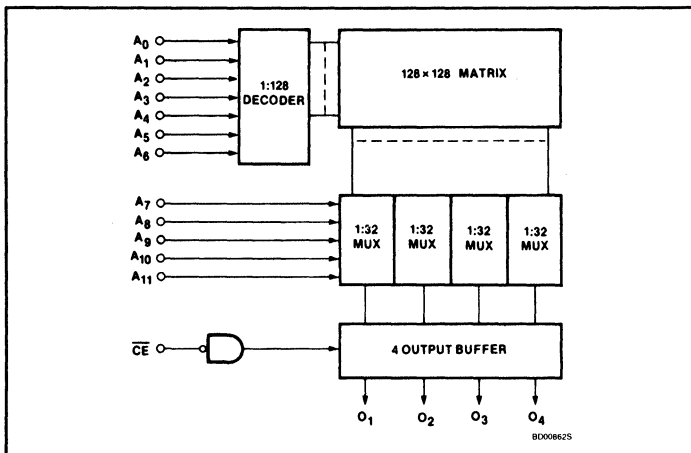 A0
A1
A2
A3
A4
A5
A6
1:128
DECODER
128 × 128 MATRIX
A7
A8
A9
A10
A11
1:32
MUX
1:32
MUX
1:32
MUX
1:32
MUX
CE
4 OUTPUT BUFFER
O1
O2
O3
O4
BD00862S